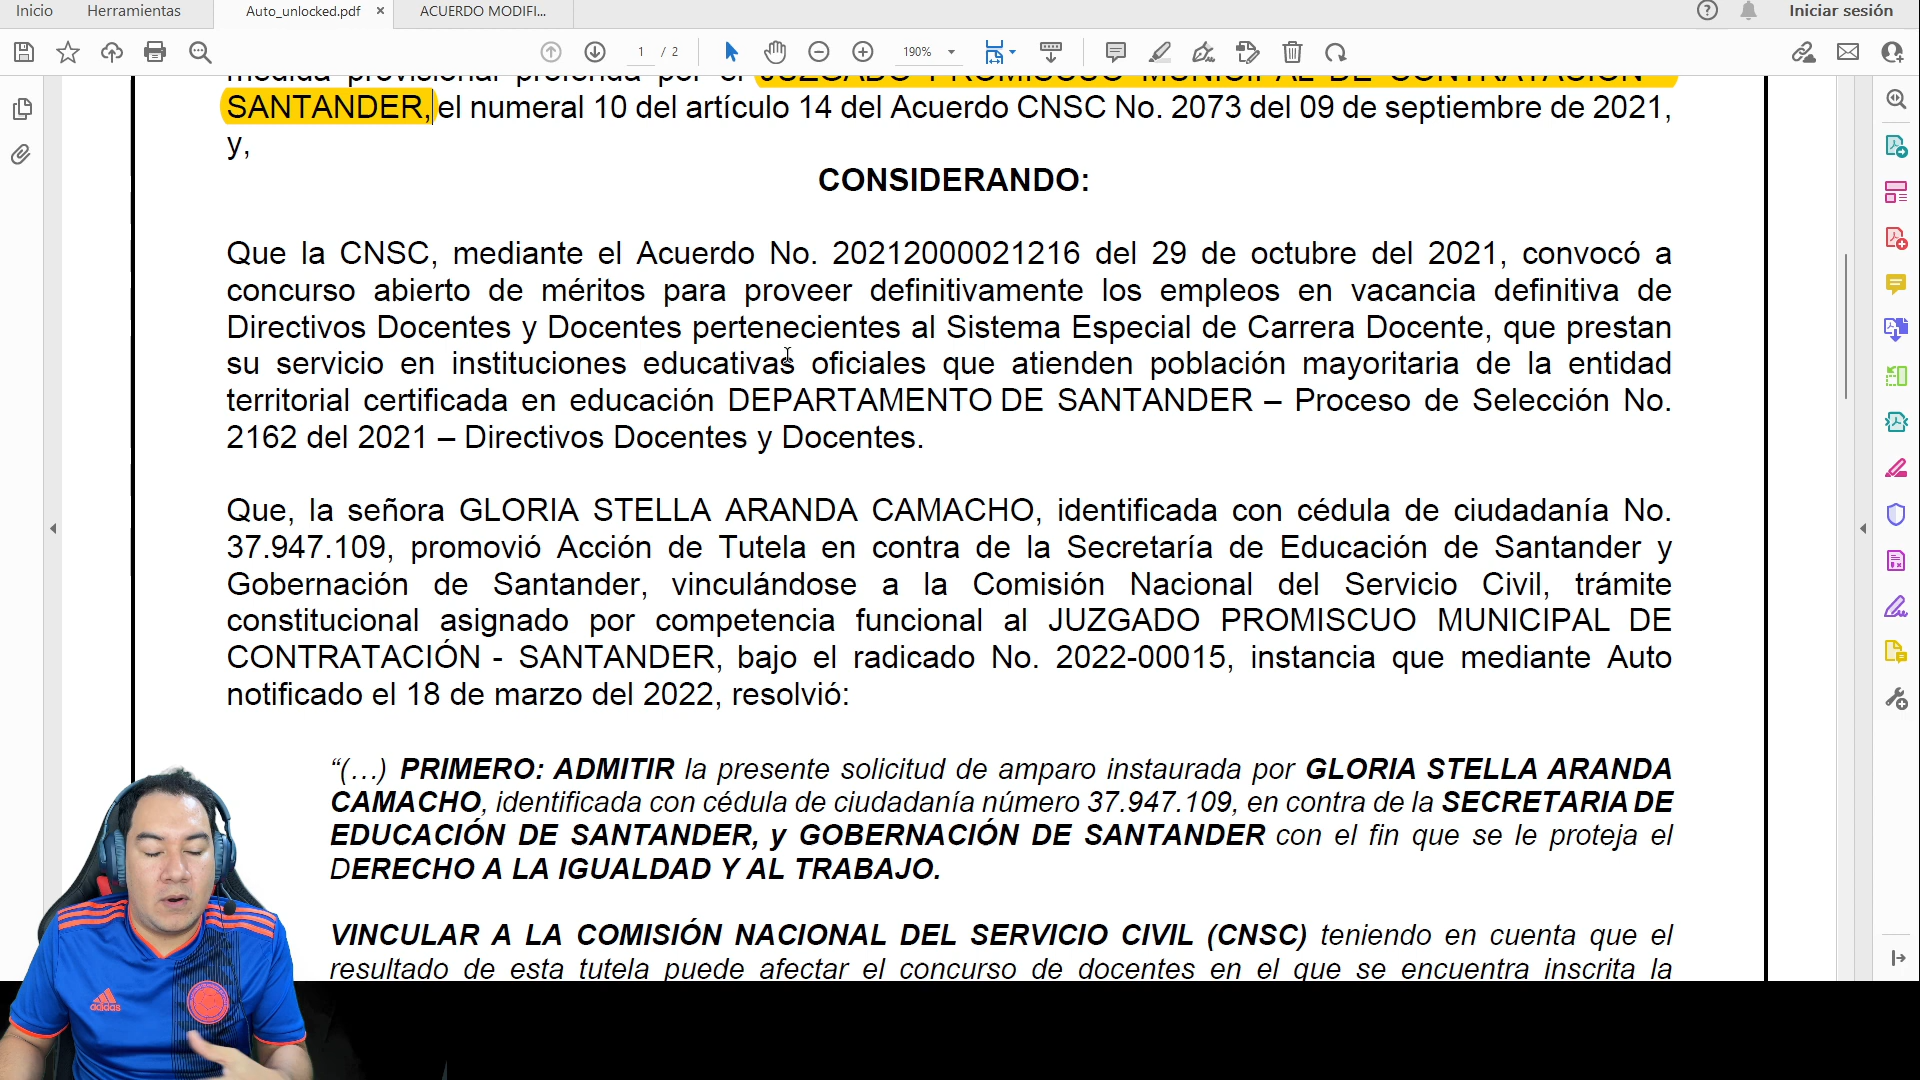 Inicio Herramientas Auto_unlocked.pdf × ACUERDO MODIFI... Iniciar sesión
1 / 2 190%
medida provisional proferida por el JUZGADO PROMISCUO MUNICIPAL DE CONTRATACIÓN -
SANTANDER, el numeral 10 del artículo 14 del Acuerdo CNSC No. 2073 del 09 de septiembre de 2021,
y,
CONSIDERANDO:
Que la CNSC, mediante el Acuerdo No. 20212000021216 del 29 de octubre del 2021, convocó a
concurso abierto de méritos para proveer definitivamente los empleos en vacancia definitiva de
Directivos Docentes y Docentes pertenecientes al Sistema Especial de Carrera Docente, que prestan
su servicio en instituciones educativas oficiales que atienden población mayoritaria de la entidad
territorial certificada en educación DEPARTAMENTO DE SANTANDER – Proceso de Selección No.
2162 del 2021 – Directivos Docentes y Docentes.
Que, la señora GLORIA STELLA ARANDA CAMACHO, identificada con cédula de ciudadanía No.
37.947.109, promovió Acción de Tutela en contra de la Secretaría de Educación de Santander y
Gobernación de Santander, vinculándose a la Comisión Nacional del Servicio Civil, trámite
constitucional asignado por competencia funcional al JUZGADO PROMISCUO MUNICIPAL DE
CONTRATACIÓN - SANTANDER, bajo el radicado No. 2022-00015, instancia que mediante Auto
notificado el 18 de marzo del 2022, resolvió:
“(…) PRIMERO: ADMITIR la presente solicitud de amparo instaurada por GLORIA STELLA ARANDA
CAMACHO, identificada con cédula de ciudadanía número 37.947.109, en contra de la SECRETARIA DE
EDUCACIÓN DE SANTANDER, y GOBERNACIÓN DE SANTANDER con el fin que se le proteja el
DERECHO A LA IGUALDAD Y AL TRABAJO.
VINCULAR A LA COMISIÓN NACIONAL DEL SERVICIO CIVIL (CNSC) teniendo en cuenta que el
resultado de esta tutela puede afectar el concurso de docentes en el que se encuentra inscrita la
adidas